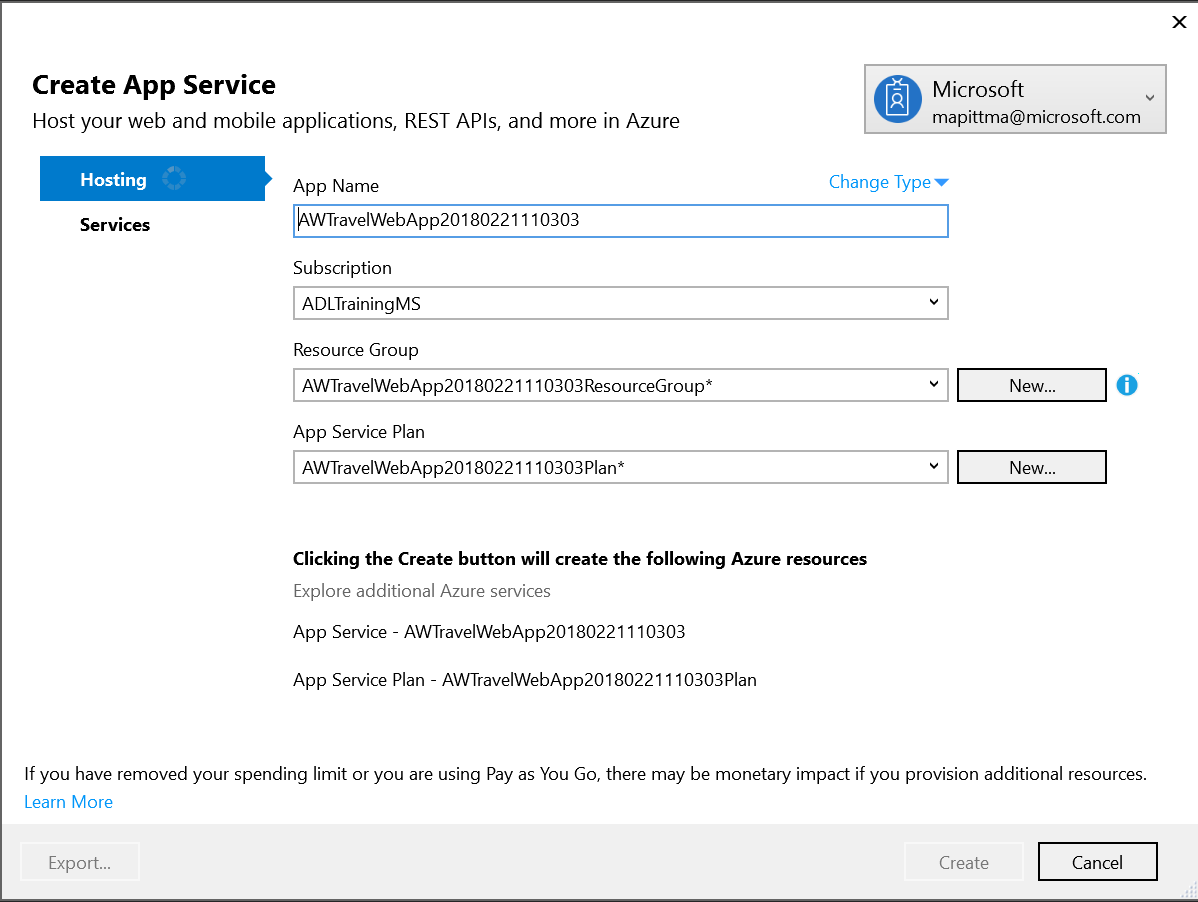 Create App Service
Host your web and mobile applications, REST APIs, and more in Azure
Microsoft
mapittma@microsoft.com
Hosting
Services
App Name
Change Type
AWTravelWebApp20180221110303
Subscription
ADLTrainingMS
Resource Group
AWTravelWebApp20180221110303ResourceGroup*
New...
App Service Plan
AWTravelWebApp20180221110303Plan*
New...
Clicking the Create button will create the following Azure resources
Explore additional Azure services
App Service - AWTravelWebApp20180221110303
App Service Plan - AWTravelWebApp20180221110303Plan
If you have removed your spending limit or you are using Pay as You Go, there may be monetary impact if you provision additional resources.
Learn More
Export...
Create
Cancel